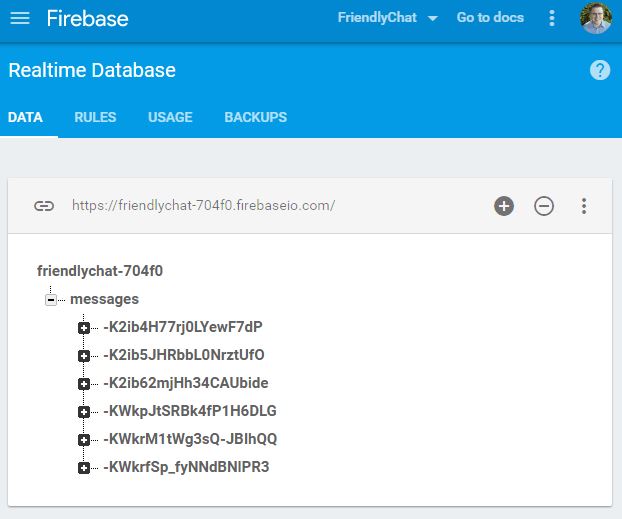 Firebase
FriendlyChat
Go to docs
Realtime Database
?
DATA RULES USAGE BACKUPS
https://friendlychat-704f0.firebaseio.com/
friendlychat-704f0
messages
-K2ib4H77rj0LYewF7dP
-K2ib5JHRbbL0NrztUfO
-K2ib62mjHh34CAUbide
-KWkpJtSRBk4fP1H6DLG
-KWkrM1tWg3sQ-JBIhQQ
-KWkrfSp_fyNNdBNIPR3